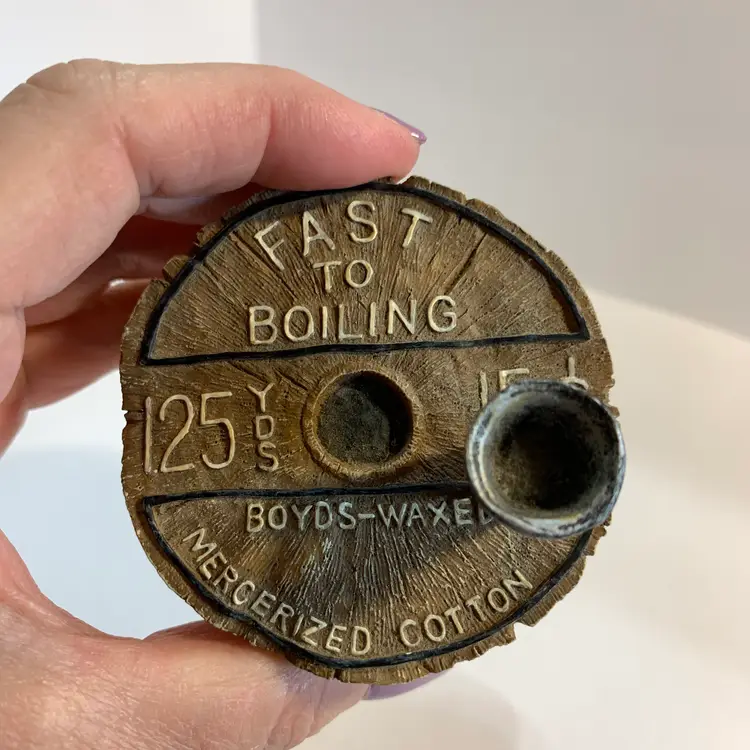 FAST
TO
BOILING
125 YDS
BOYDS-WAXED
MERCERIZED COTTON